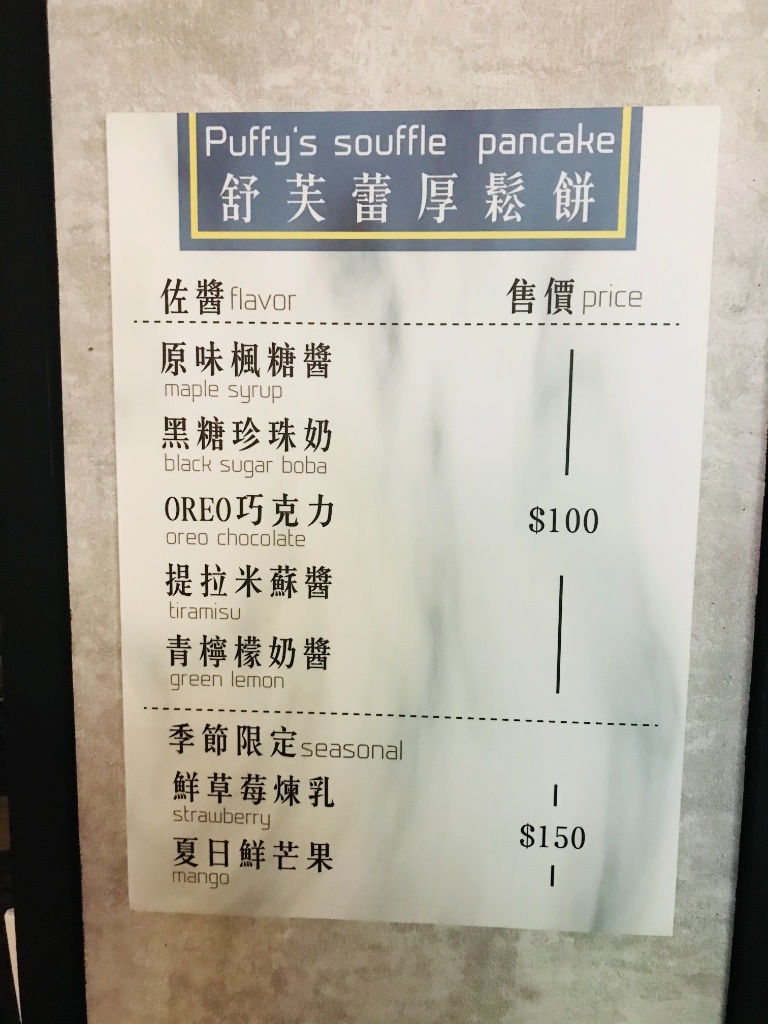 Puffy's souffle pancake
舒芙蕾厚鬆餅
佐醬flavor 售價price
原味楓糖醬
maple syrup
黑糖珍珠奶
black sugar boba
OREO巧克力
oreo chocolate
$100
提拉米蘇醬
tiramisu
青檸檬奶醬
green lemon
季節限定seasonal
鮮草莓煉乳
strawberry
$150
夏日鮮芒果
mango